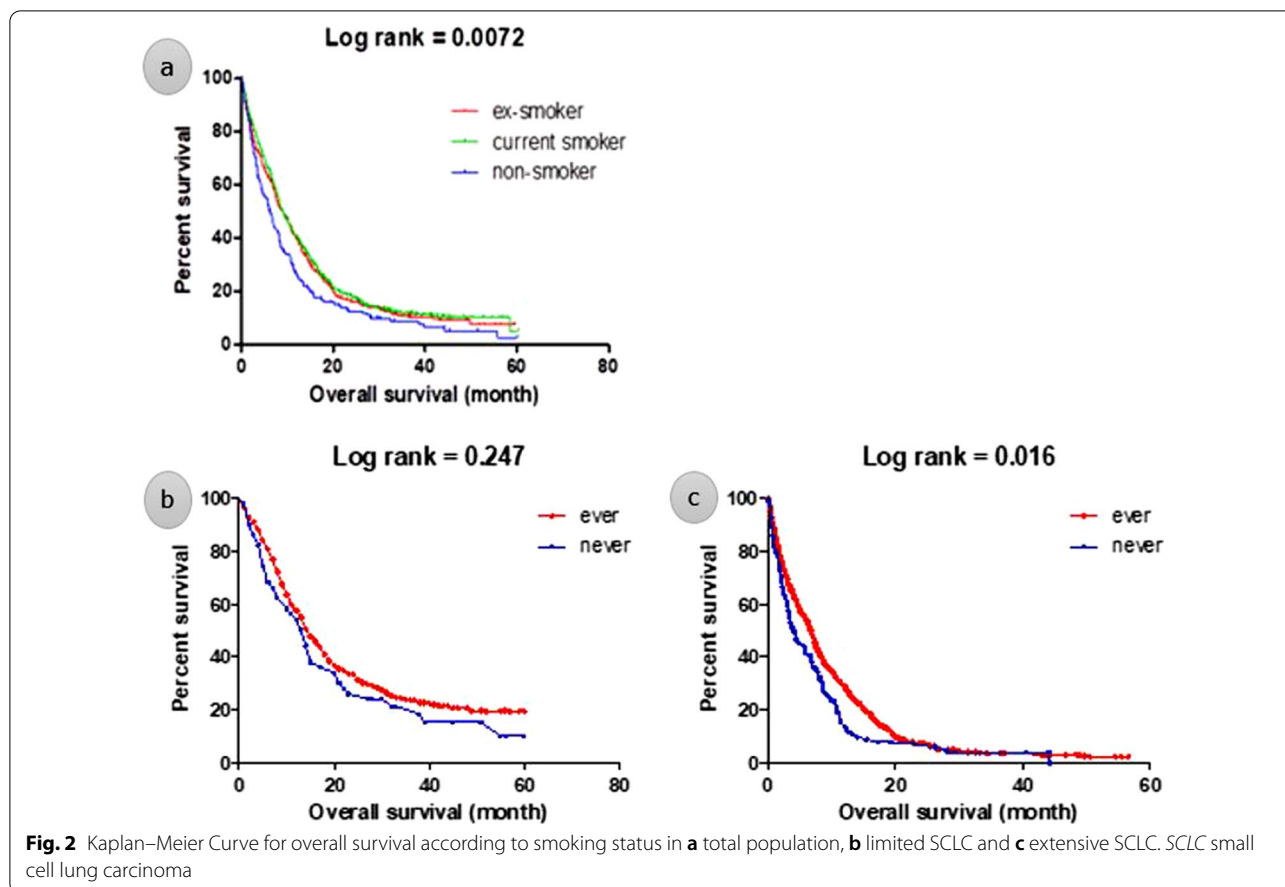 Log rank = 0.0072
a
100
80
60
40
20
0
Percent survival
ex-smoker
current smoker
non-smoker
0 20 40 60 80
Overall survival (month)
Log rank = 0.247
b
100
80
60
40
20
0
Percent survival
ever
never
0 20 40 60 80
Overall survival (month)
Log rank = 0.016
c
100
80
60
40
20
0
Percent survival
ever
never
0 20 40 60
Overall survival (month)
Fig. 2 Kaplan–Meier Curve for overall survival according to smoking status in a total population, b limited SCLC and c extensive SCLC. SCLC small
cell lung carcinoma